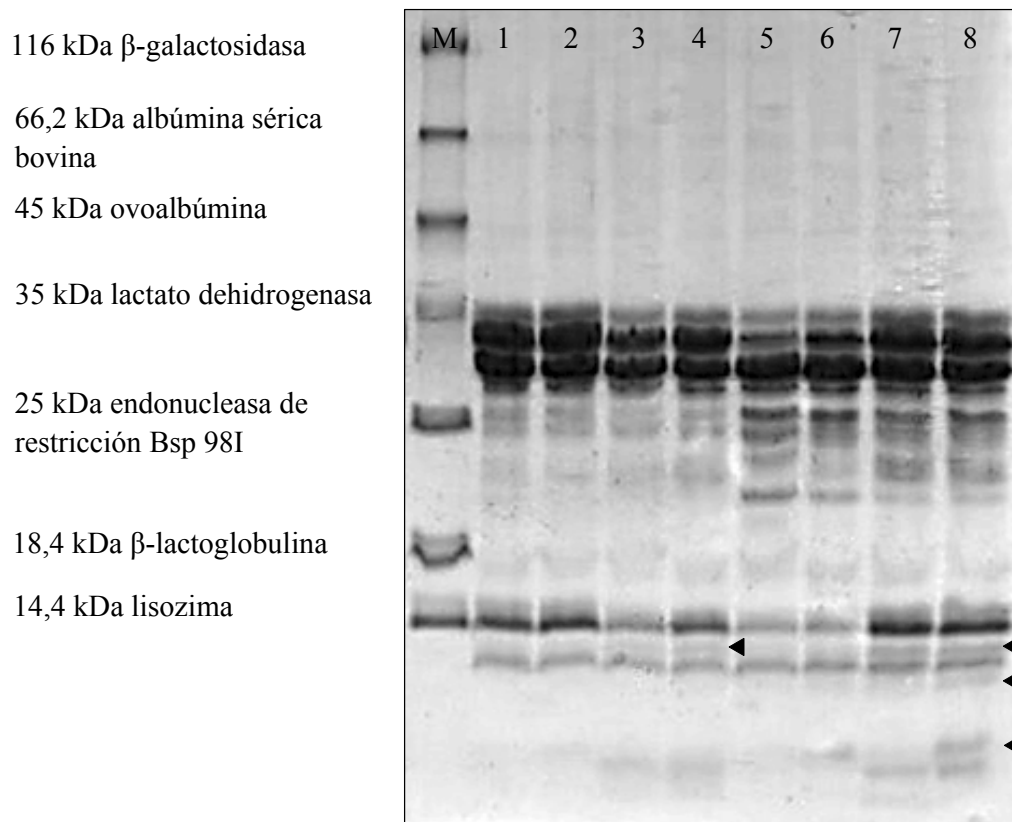 116 kDa β-galactosidasa
66,2 kDa albúmina sérica
bovina
45 kDa ovoalbúmina
35 kDa lactato dehidrogenasa
25 kDa endonucleasa de
restricción Bsp 98I
18,4 kDa β-lactoglobulina
14,4 kDa lisozima
M 1 2 3 4 5 6 7 8